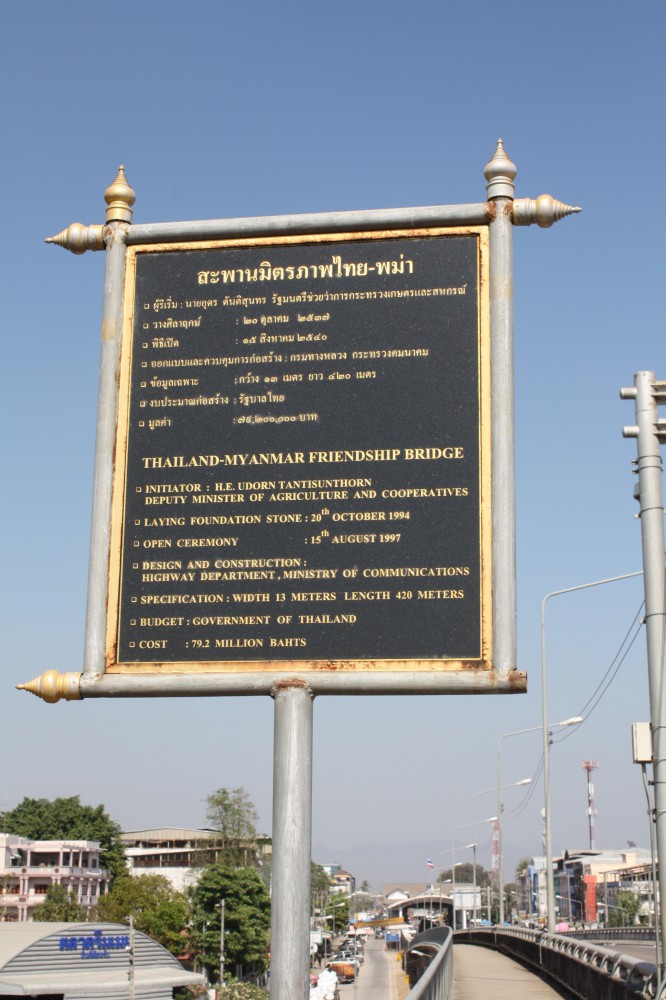 สะพานมิตรภาพไทย-พม่า
ผู้ริเริ่ม : นายอุดร ตันติสุนทร รัฐมนตรีช่วยว่าการกระทรวงเกษตรและสหกรณ์
วางศิลาฤกษ์ : ๒๐ ตุลาคม ๒๕๓๗
พิธีเปิด : ๑๕ สิงหาคม ๒๕๔๐
ออกแบบและควบคุมการก่อสร้าง : กรมทางหลวง กระทรวงคมนาคม
ข้อมูลเฉพาะ : กว้าง ๑๓ เมตร ยาว ๔๒๐ เมตร
งบประมาณก่อสร้าง : รัฐบาลไทย
มูลค่า : ๗๙,๒๐๐,๐๐๐ บาท
THAILAND-MYANMAR FRIENDSHIP BRIDGE
INITIATOR : H.E. UDORN TANTISUNTHORN
DEPUTY MINISTER OF AGRICULTURE AND COOPERATIVES
LAYING FOUNDATION STONE : 20th OCTOBER 1994
OPEN CEREMONY : 15th AUGUST 1997
DESIGN AND CONSTRUCTION :
HIGHWAY DEPARTMENT , MINISTRY OF COMMUNICATIONS
SPECIFICATION : WIDTH 13 METERS LENGTH 420 METERS
BUDGET : GOVERNMENT OF THAILAND
COST : 79.2 MILLION BAHTS
ตลาดริมเมย